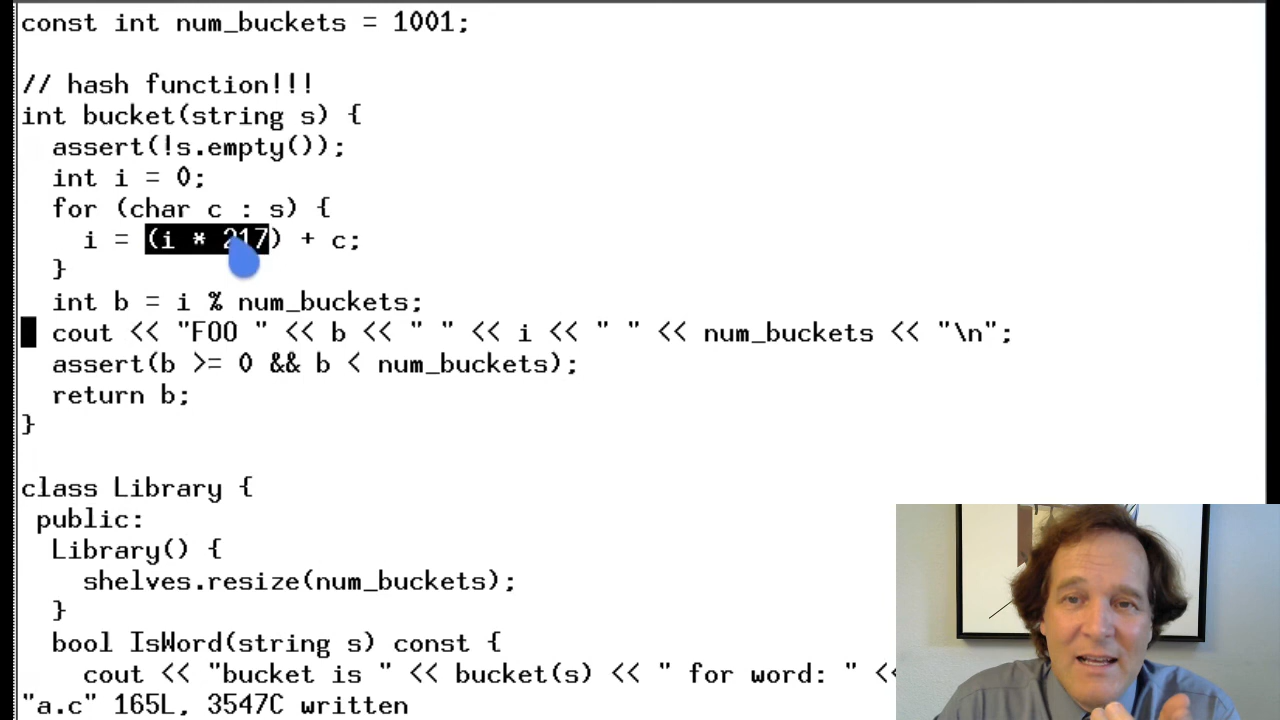 const int num_buckets = 1001;
// hash function!!!
int bucket(string s) {
assert(!s.empty());
int i = 0;
for (char c : s) {
i = (i * 217) + c;
}
int b = i % num_buckets;
cout << "FOO " << b << " " << i << " " << num_buckets << "\n";
assert(b >= 0 && b < num_buckets);
return b;
}
class Library {
public:
Library() {
shelves.resize(num_buckets);
}
bool IsWord(string s) const {
cout << "bucket is " << bucket(s) << " for word: " <<
"a.c" 165L, 3547C written